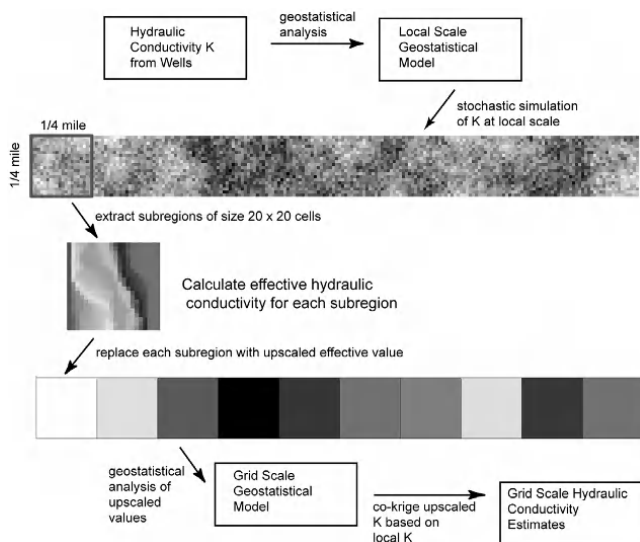 Hydraulic
Conductivity K
from Wells
geostatistical
analysis
Local Scale
Geostatistical
Model
stochastic simulation
of K at local scale
1/4 mile
1/4 mile
extract subregions of size 20 x 20 cells
Calculate effective hydraulic
conductivity for each subregion
replace each subregion with upscaled effective value
geostatistical
analysis of
upscaled
values
Grid Scale
Geostatistical
Model
co-krige upscaled
K based on
local K
Grid Scale Hydraulic
Conductivity
Estimates